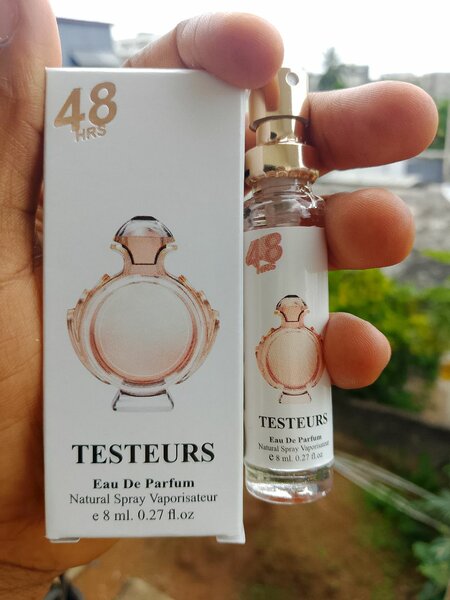 48
HRS
TESTEURS
Eau De Parfum
Natural Spray Vaporisateur
e 8 ml. 0.27 fl.oz
48
HRS
TESTEURS
Eau De Parfum
Natural Spray Vaporisateur
e 8 ml. 0.27 fl.oz